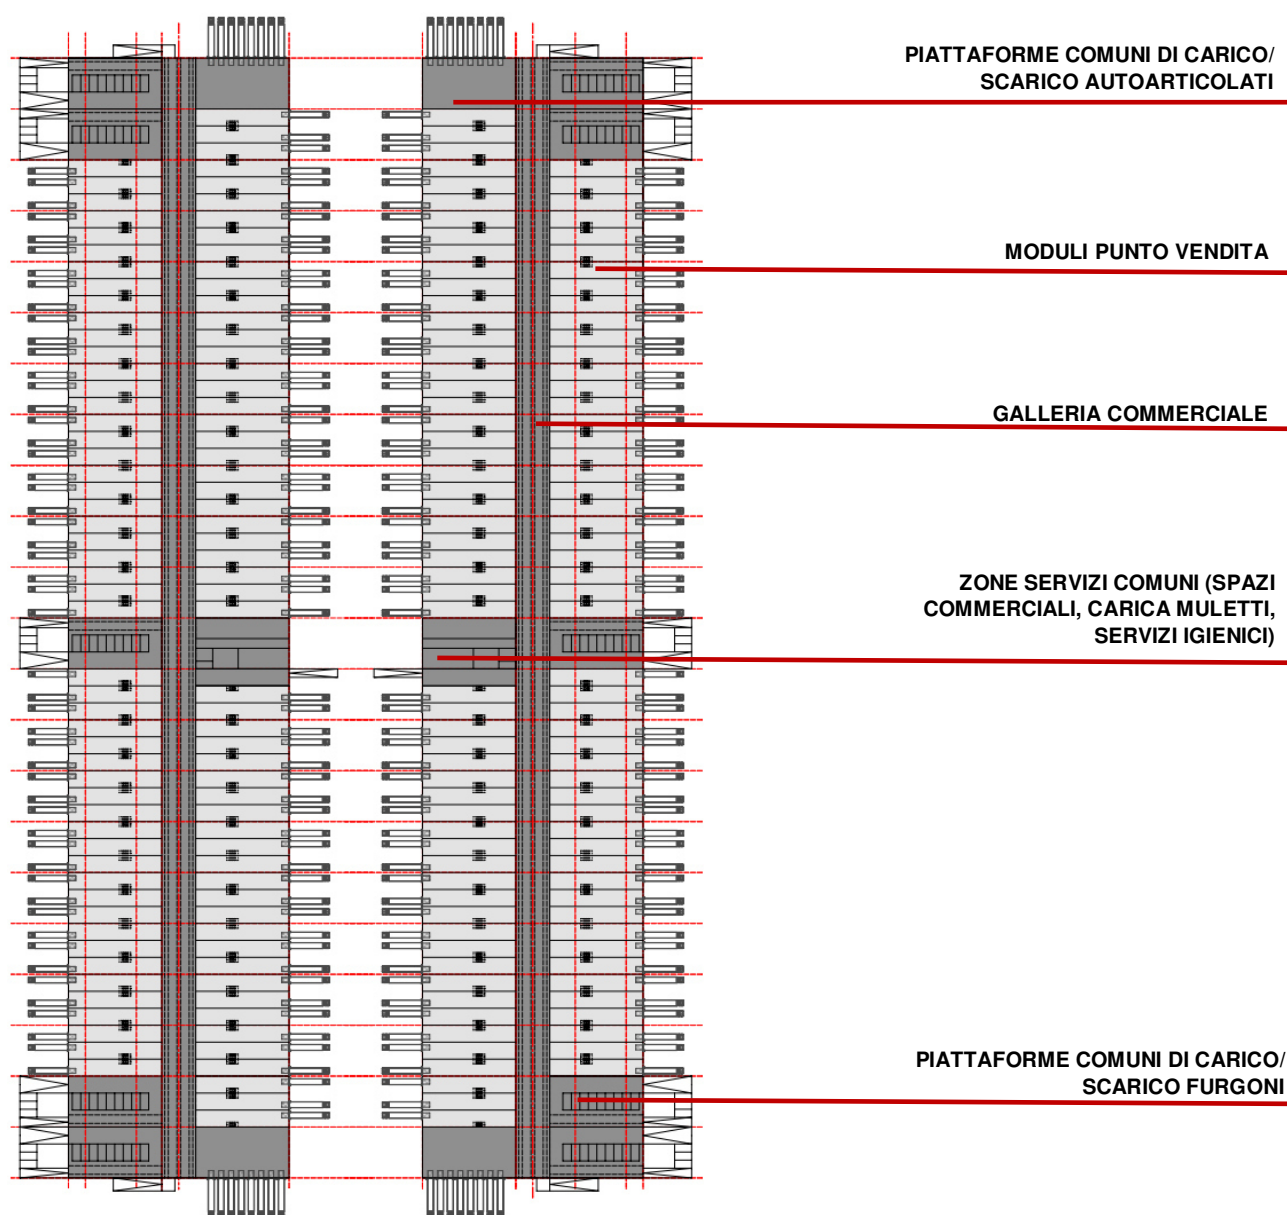 PIATTAFORME COMUNI DI CARICO/
SCARICO AUTOARTICOLATI
MODULI PUNTO VENDITA
GALLERIA COMMERCIALE
ZONE SERVIZI COMUNI (SPAZI
COMMERCIALI, CARICA MULETTI,
SERVIZI IGIENICI)
PIATTAFORME COMUNI DI CARICO/
SCARICO FURGONI